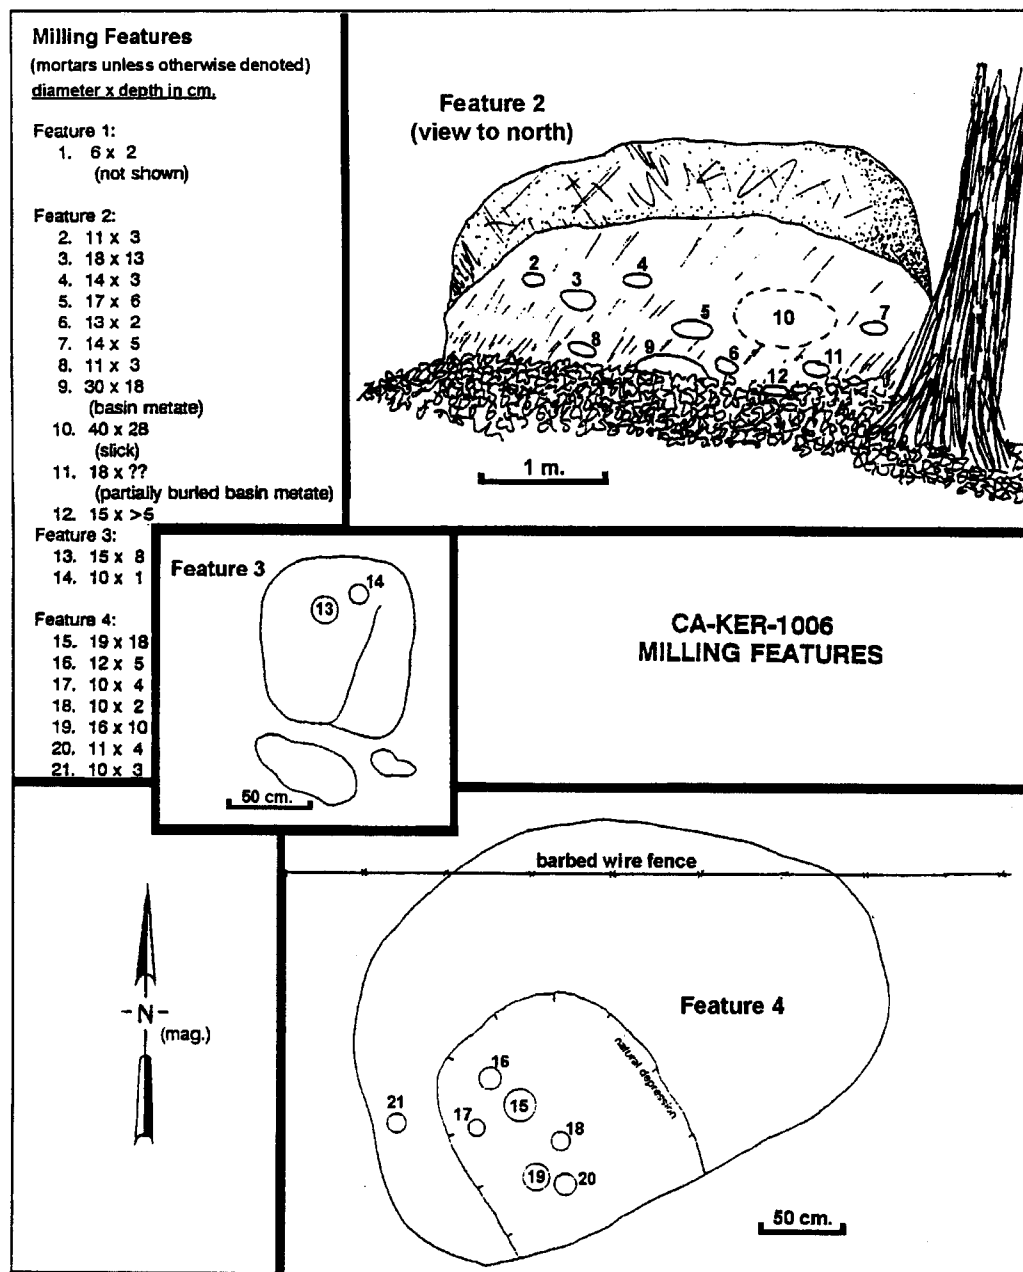 Milling Features
(mortars unless otherwise denoted)
diameter x depth in cm.
Feature 1:
1. 6 x 2
(not shown)
Feature 2:
2. 11 x 3
3. 18 x 13
4. 14 x 3
5. 17 x 6
6. 13 x 2
7. 14 x 5
8. 11 x 3
9. 30 x 18
(basin metate)
10. 40 x 28
(slick)
11. 18 x ??
(partially buried basin metate)
12. 15 x >5
Feature 3:
13. 15 x 8
14. 10 x 1
Feature 4:
15. 19 x 18
16. 12 x 5
17. 10 x 4
18. 10 x 2
19. 16 x 10
20. 11 x 4
21. 10 x 3
Feature 2
(view to north)
2
3
4
5
10
7
8
9
6
11
12
1 m.
Feature 3
14
13
50 cm.
CA-KER-1006
MILLING FEATURES
-N-
(mag.)
barbed wire fence
Feature 4
natural depression
16
15
21
17
18
19
20
50 cm.